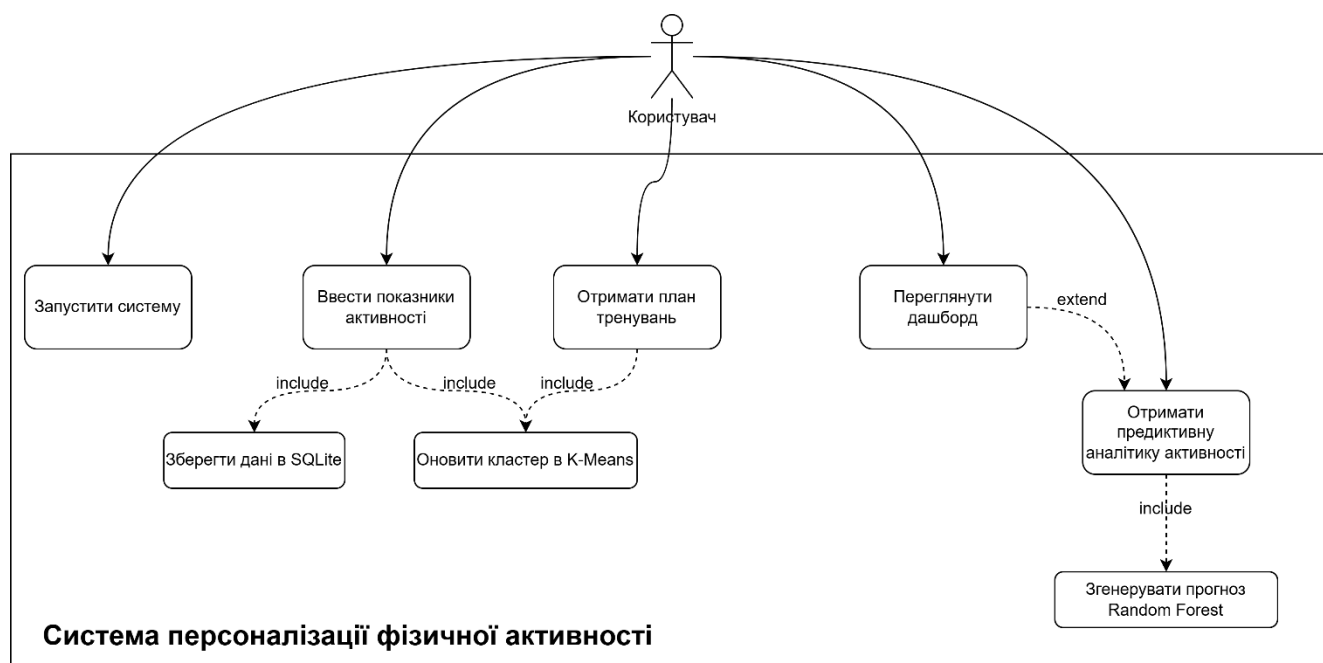 Користувач
Запустити систему
Ввести показники
активності
Отримати план
тренувань
Переглянути
дашборд
extend
include
include
include
Зберегти дані в SQLite
Оновити кластер в K-Means
Отримати
предиктивну
аналітику активності
include
Згенерувати прогноз
Random Forest
Система персоналізації фізичної активності